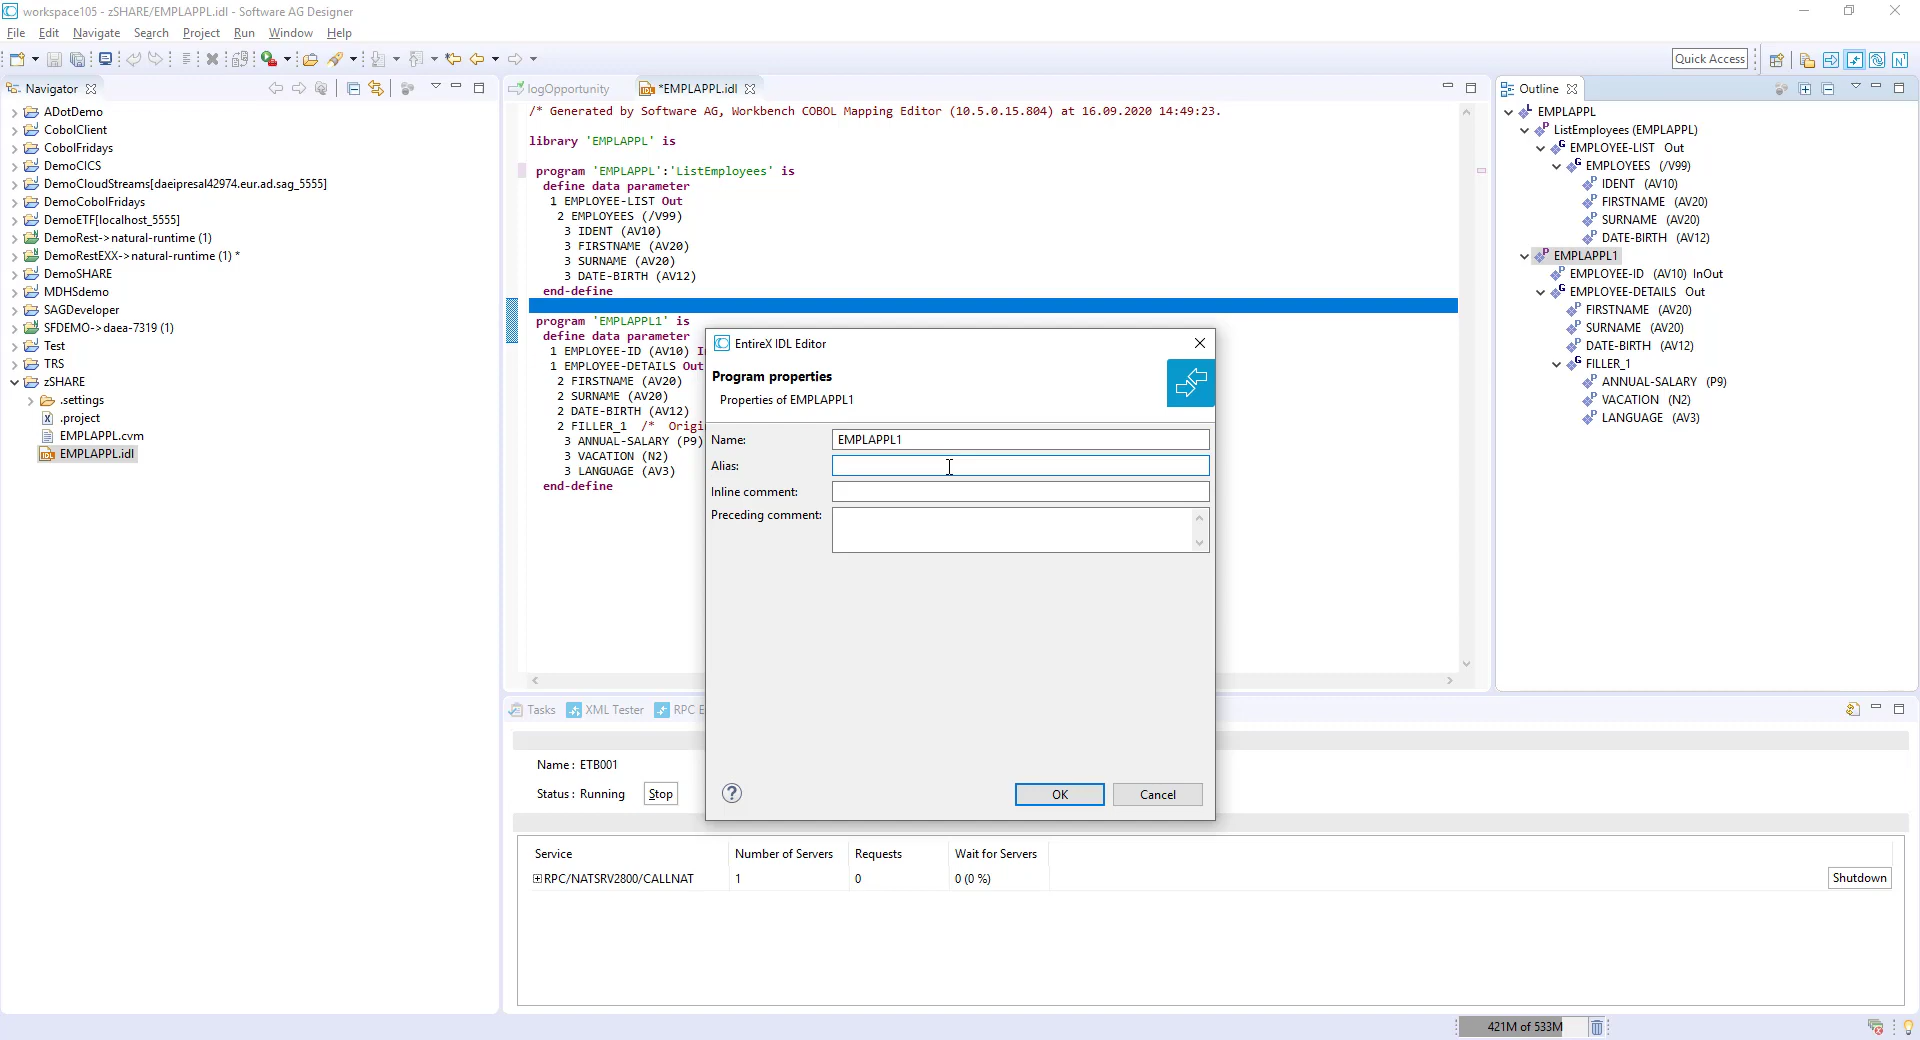 workspace105 - zSHARE/EMPLAPPL.idl - Software AG Designer
File Edit Navigate Search Project Run Window Help
Quick Access
Navigator
ADotDemo
CobolClient
CobolFridays
DemoCICS
DemoCloudStreams[daeipresal42974.eur.ad.sag_5555]
DemoCobolFridays
DemoETF[localhost_5555]
DemoRest->natural-runtime (1)
DemoRestEXX->natural-runtime (1) *
DemoSHARE
MDHSdemo
SAGDeveloper
SFDEMO->daea-7319 (1)
Test
TRS
zSHARE
.settings
.project
EMPLAPPL.cvm
EMPLAPPL.idl
logOpportunity
*EMPLAPPL.idl
/* Generated by Software AG, Workbench COBOL Mapping Editor (10.5.0.15.804) at 16.09.2020 14:49:23.
library 'EMPLAPPL' is
program 'EMPLAPPL':'ListEmployees' is
define data parameter
1 EMPLOYEE-LIST Out
2 EMPLOYEES (/V99)
3 IDENT (AV10)
3 FIRSTNAME (AV20)
3 SURNAME (AV20)
3 DATE-BIRTH (AV12)
end-define
program 'EMPLAPPL1' is
define data parameter
1 EMPLOYEE-ID (AV10) I
1 EMPLOYEE-DETAILS Out
2 FIRSTNAME (AV20)
2 SURNAME (AV20)
2 DATE-BIRTH (AV12)
2 FILLER_1 /* Origi
3 ANNUAL-SALARY (P9)
3 VACATION (N2)
3 LANGUAGE (AV3)
end-define
EntireX IDL Editor
Program properties
Properties of EMPLAPPL1
Name: EMPLAPPL1
Alias:
Inline comment:
Preceding comment:
OK
Cancel
Outline
EMPLAPPL
ListEmployees (EMPLAPPL)
EMPLOYEE-LIST Out
EMPLOYEES (/V99)
IDENT (AV10)
FIRSTNAME (AV20)
SURNAME (AV20)
DATE-BIRTH (AV12)
EMPLAPPL1
EMPLOYEE-ID (AV10) InOut
EMPLOYEE-DETAILS Out
FIRSTNAME (AV20)
SURNAME (AV20)
DATE-BIRTH (AV12)
FILLER_1
ANNUAL-SALARY (P9)
VACATION (N2)
LANGUAGE (AV3)
Tasks
XML Tester
RPC E
Name: ETB001
Status: Running
Stop
Service Number of Servers Requests Wait for Servers
RPC/NATSRV2800/CALLNAT 1 0 0 (0 %)
Shutdown
421M of 533M